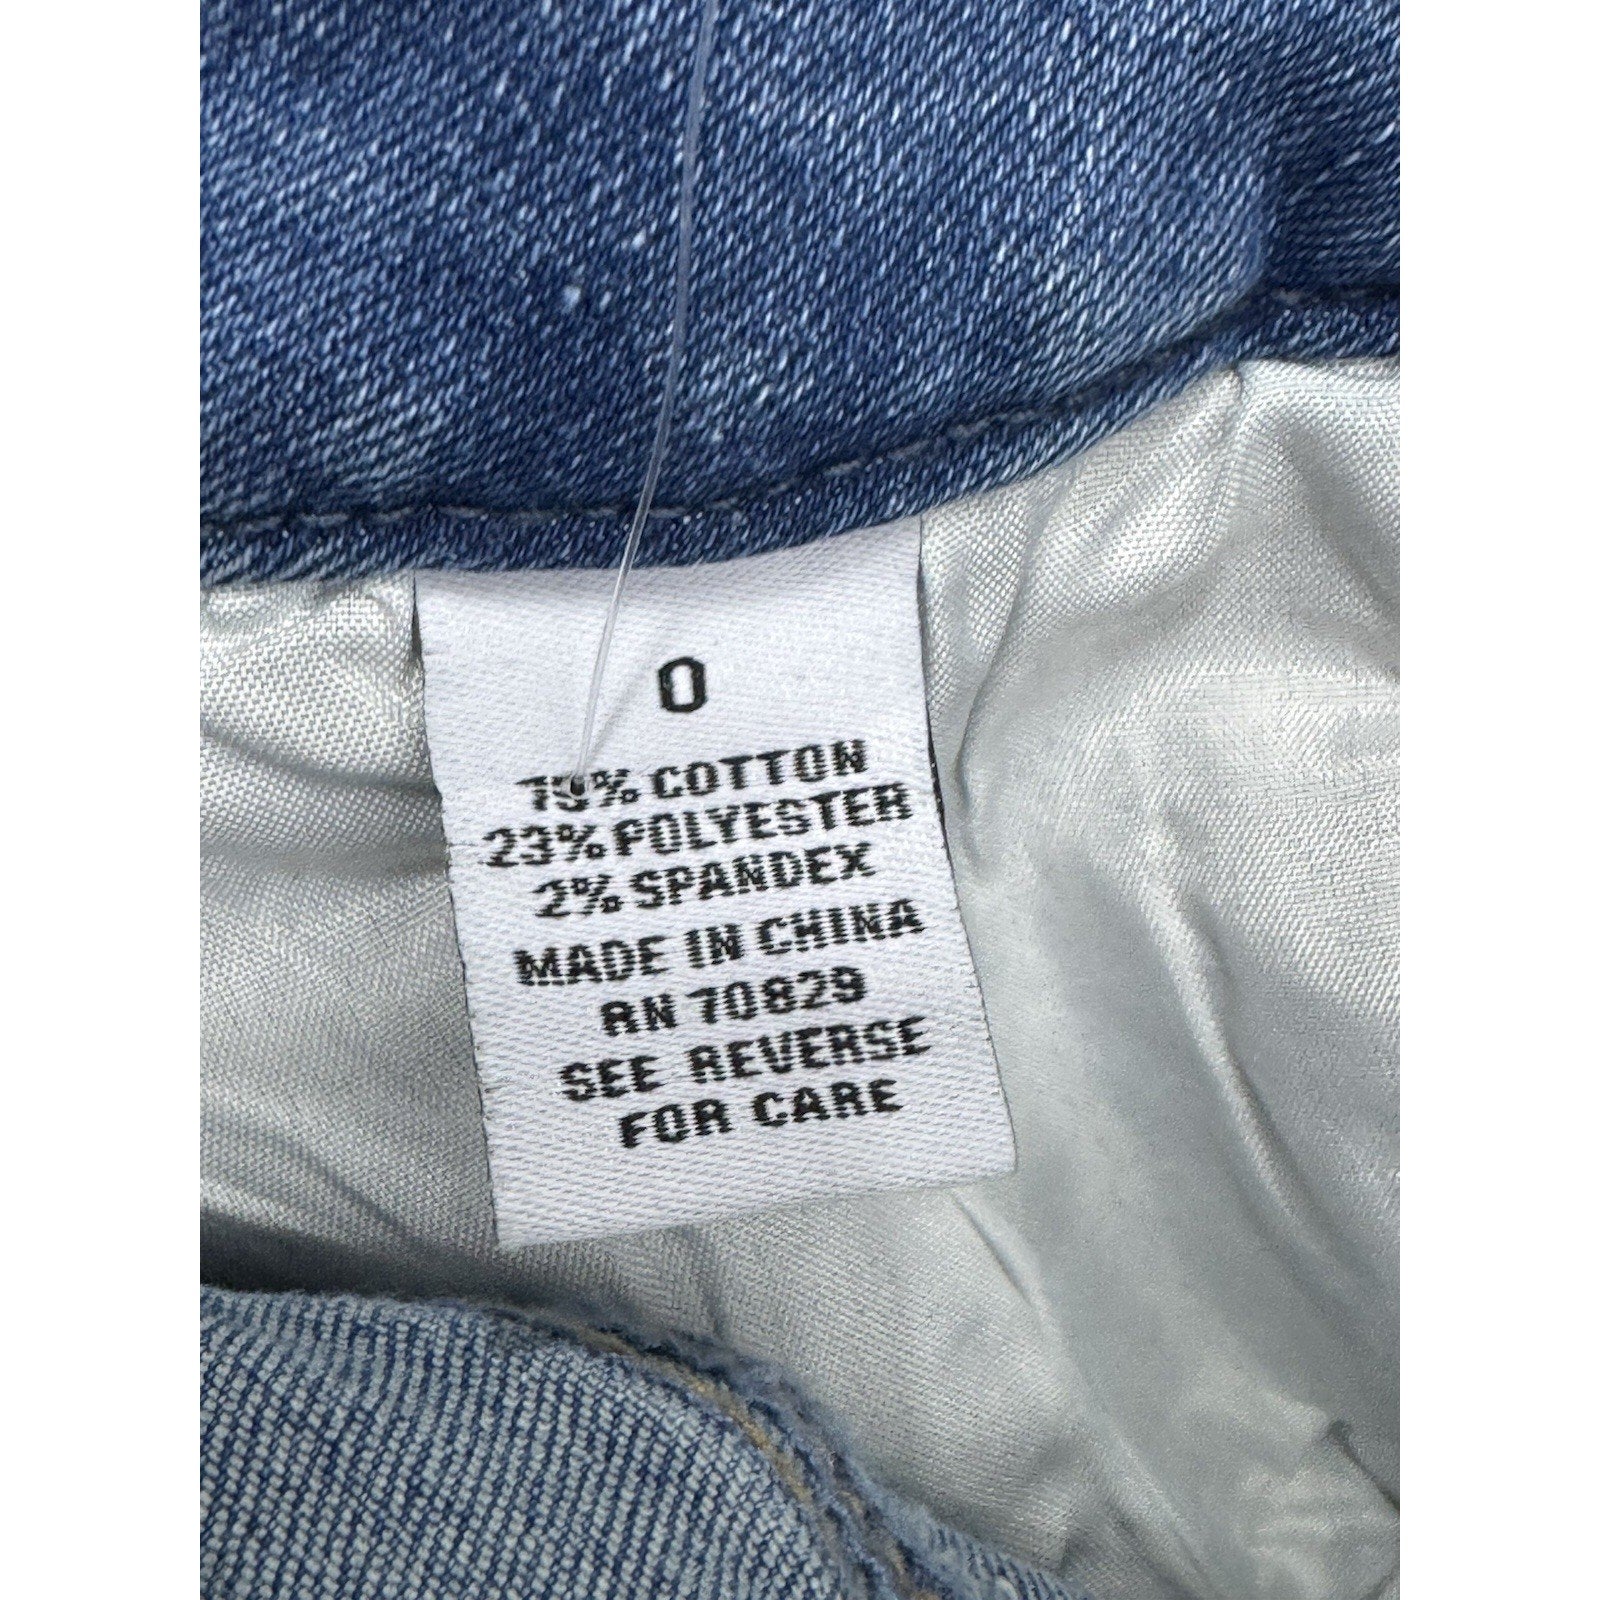 0
75% COTTON
23% POLYESTER
2% SPANDEX
MADE IN CHINA
RN 70829
SEE REVERSE
FOR CARE